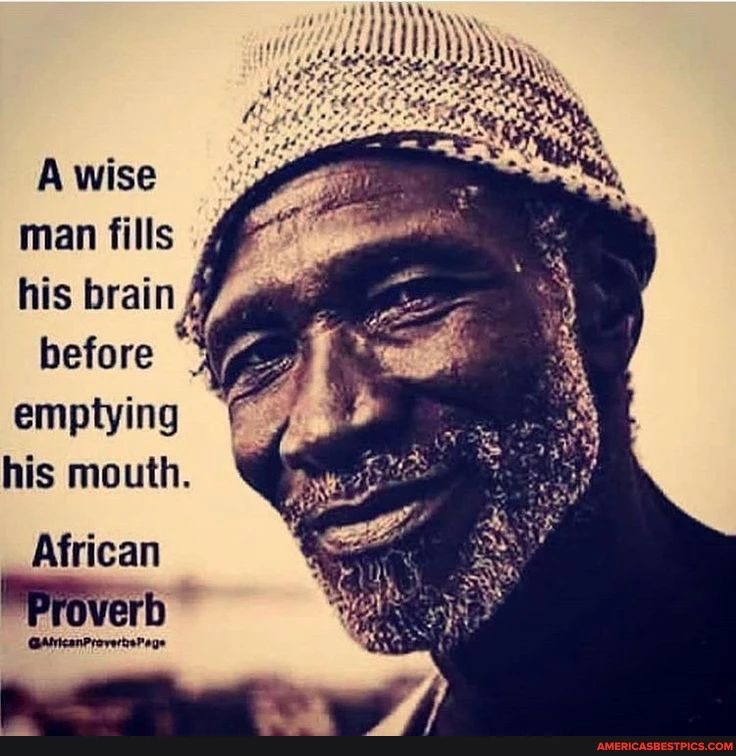 A wise
man fills
his brain
before
emptying
his mouth.
African
Proverb
@AfricanProverbsPage
AMERICASBESTPICS.COM